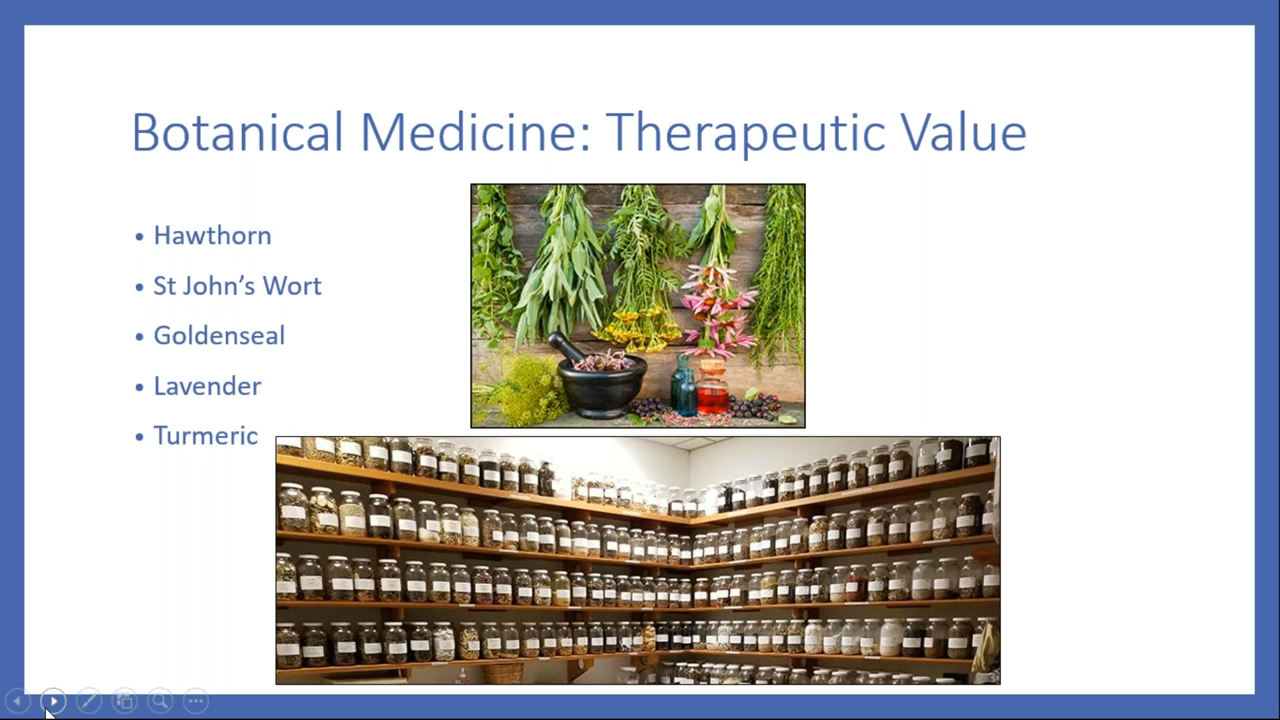 Botanical Medicine: Therapeutic Value
• Hawthorn
• St John’s Wort
• Goldenseal
• Lavender
• Turmeric